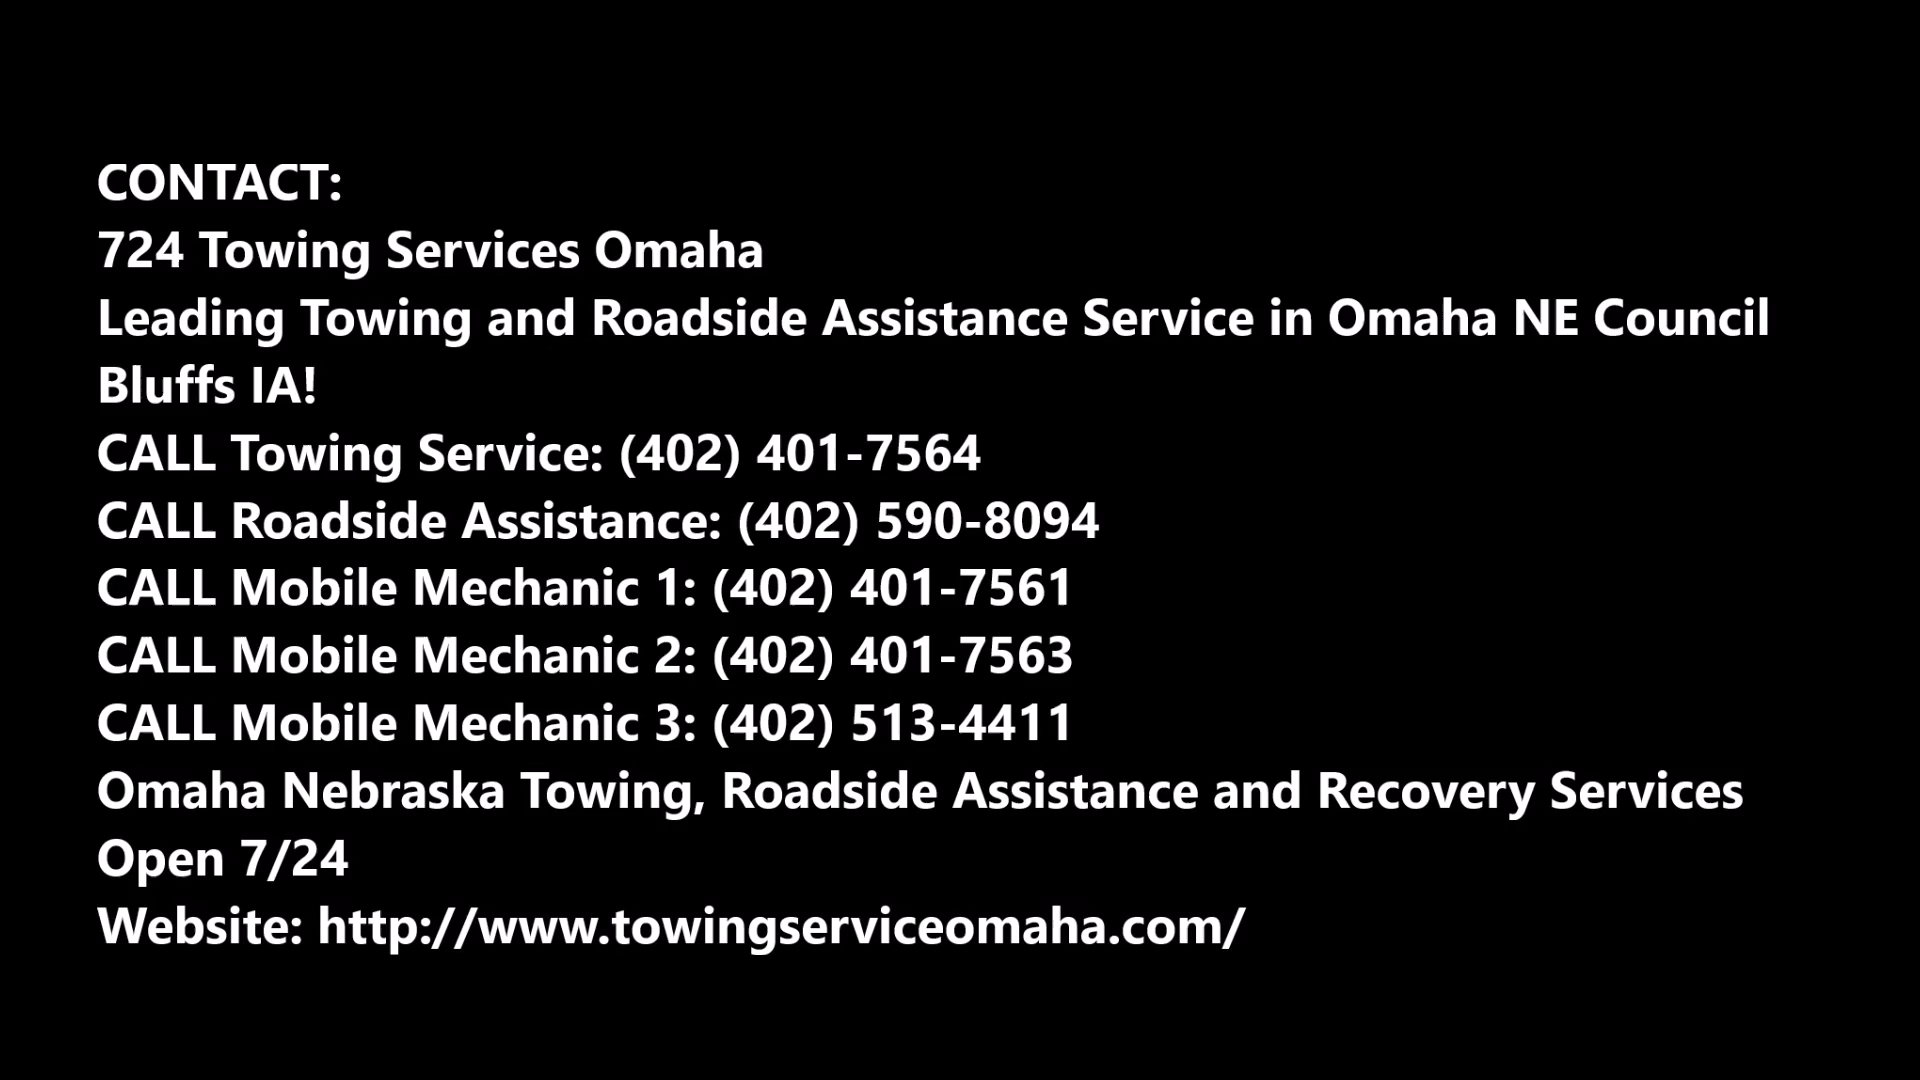 CONTACT:
724 Towing Services Omaha
Leading Towing and Roadside Assistance Service in Omaha NE Council
Bluffs IA!
CALL Towing Service: (402) 401-7564
CALL Roadside Assistance: (402) 590-8094
CALL Mobile Mechanic 1: (402) 401-7561
CALL Mobile Mechanic 2: (402) 401-7563
CALL Mobile Mechanic 3: (402) 513-4411
Omaha Nebraska Towing, Roadside Assistance and Recovery Services
Open 7/24
Website: http://www.towingserviceomaha.com/